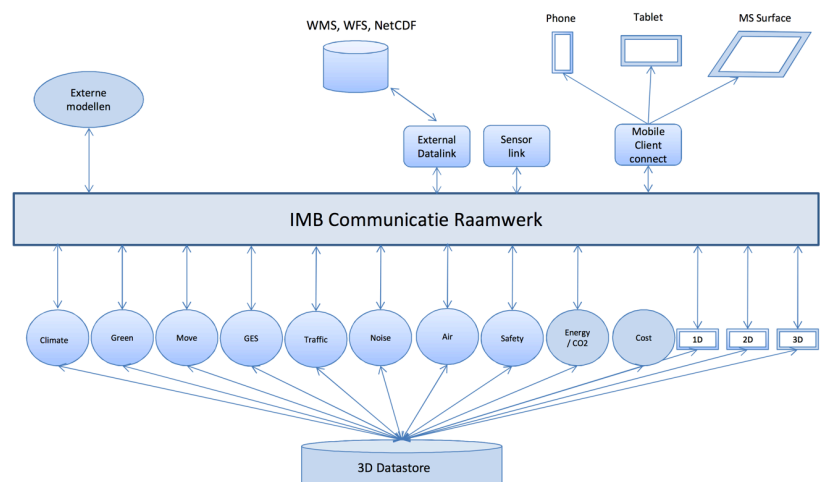 WMS, WFS, NetCDF
Phone
Tablet
MS Surface
Externe
modellen
External
Datalink
Sensor
link
Mobile
Client
connect
IMB Communicatie Raamwerk
Climate
Green
Move
GES
Traffic
Noise
Air
Safety
Energy
/ CO2
Cost
1D
2D
3D
3D Datastore